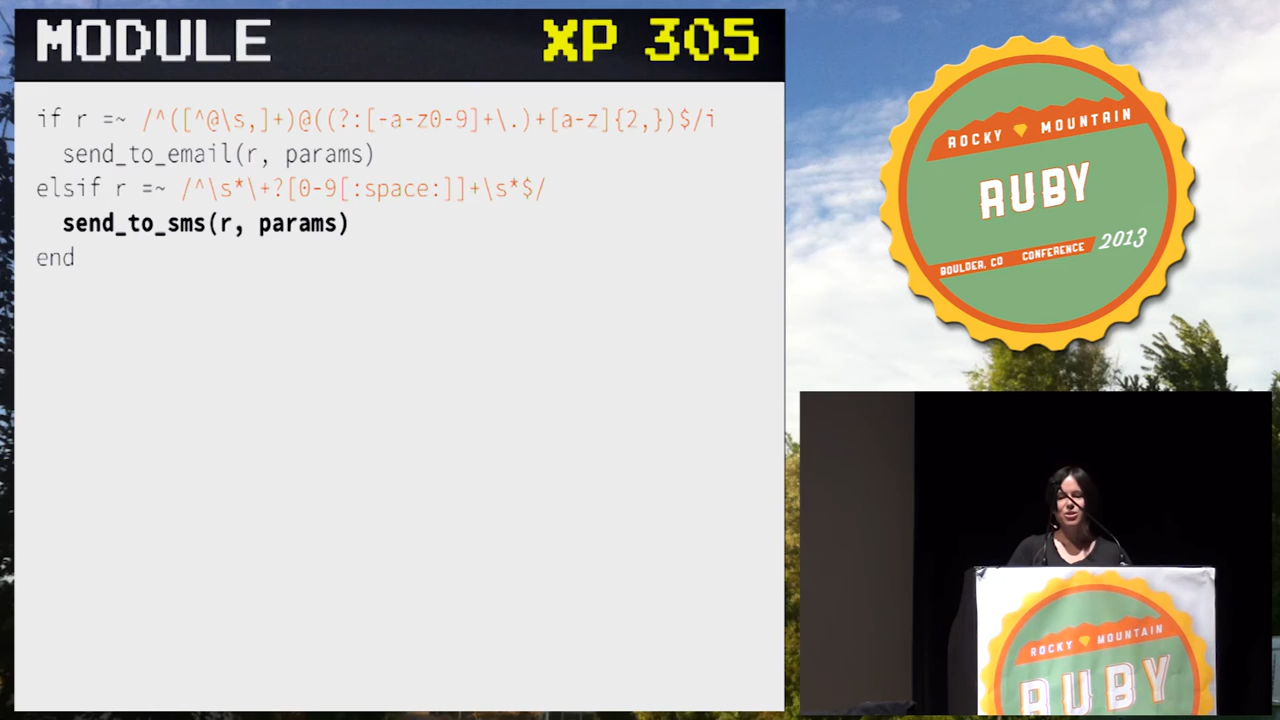 MODULE XP 305
if r =~ /^([^@\s,]+)@((?:[-a-z0-9]+\.)+[a-z]{2,})$/i
send_to_email(r, params)
elsif r =~ /^\s*\+?[0-9[:space:]]+\s*$/
send_to_sms(r, params)
end
ROCKY MOUNTAIN
RUBY
BOULDER, CO CONFERENCE 2013
ROCKY MOUNTAIN
RUBY